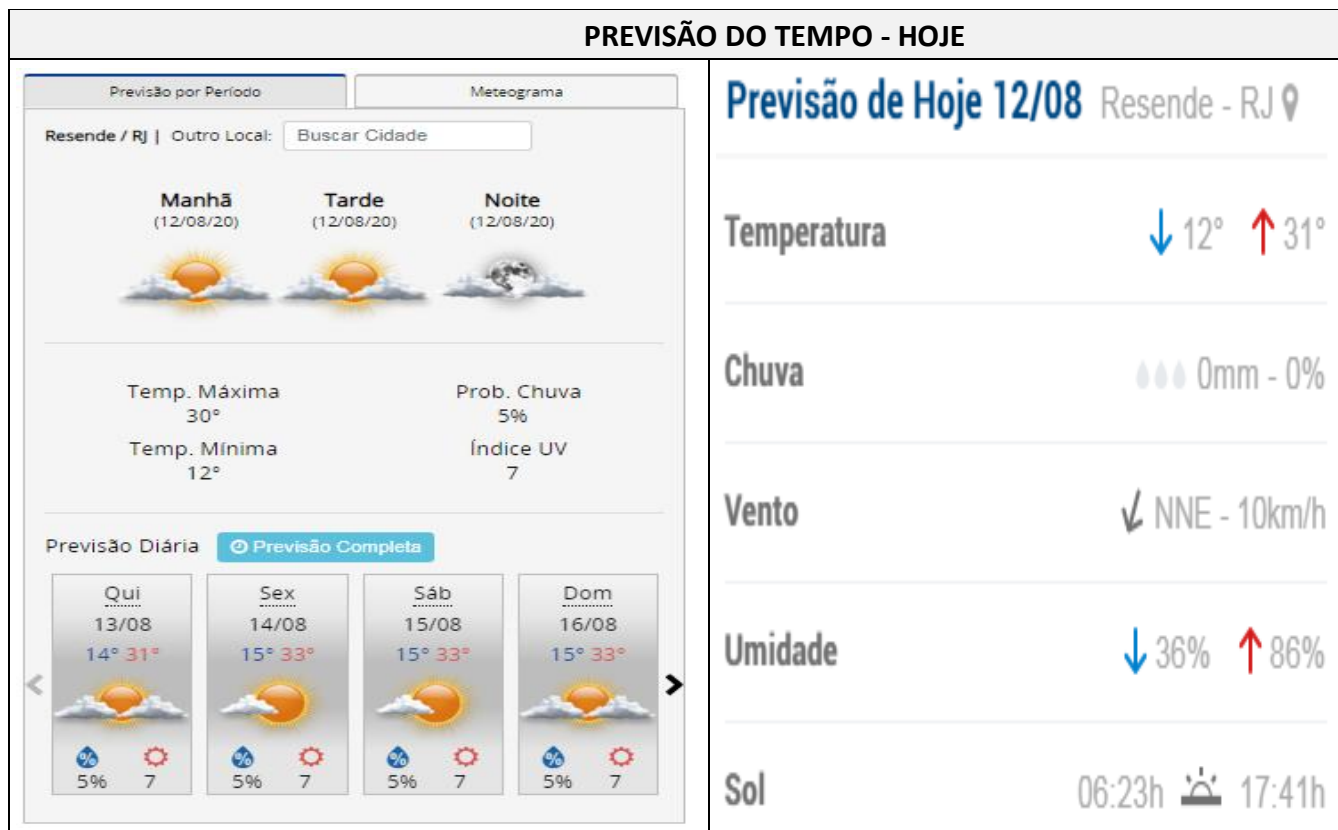 PREVISÃO DO TEMPO - HOJE
Previsão por Período
Meteograma
Resende / RJ | Outro Local: Buscar Cidade
Manhã Tarde Noite
(12/08/20) (12/08/20) (12/08/20)
Temp. Máxima Prob. Chuva
30° 5%
Temp. Mínima Índice UV
12° 7
Previsão Diária Previsão Completa
Qui Sex Sáb Dom
13/08 14/08 15/08 16/08
14° 31° 15° 33° 15° 33° 15° 33°
% % % %
5% 7 5% 7 5% 7 5% 7
Previsão de Hoje 12/08 Resende - RJ
Temperatura 12° 31°
Chuva 0mm - 0%
Vento NNE - 10km/h
Umidade 36% 86%
Sol 06:23h 17:41h